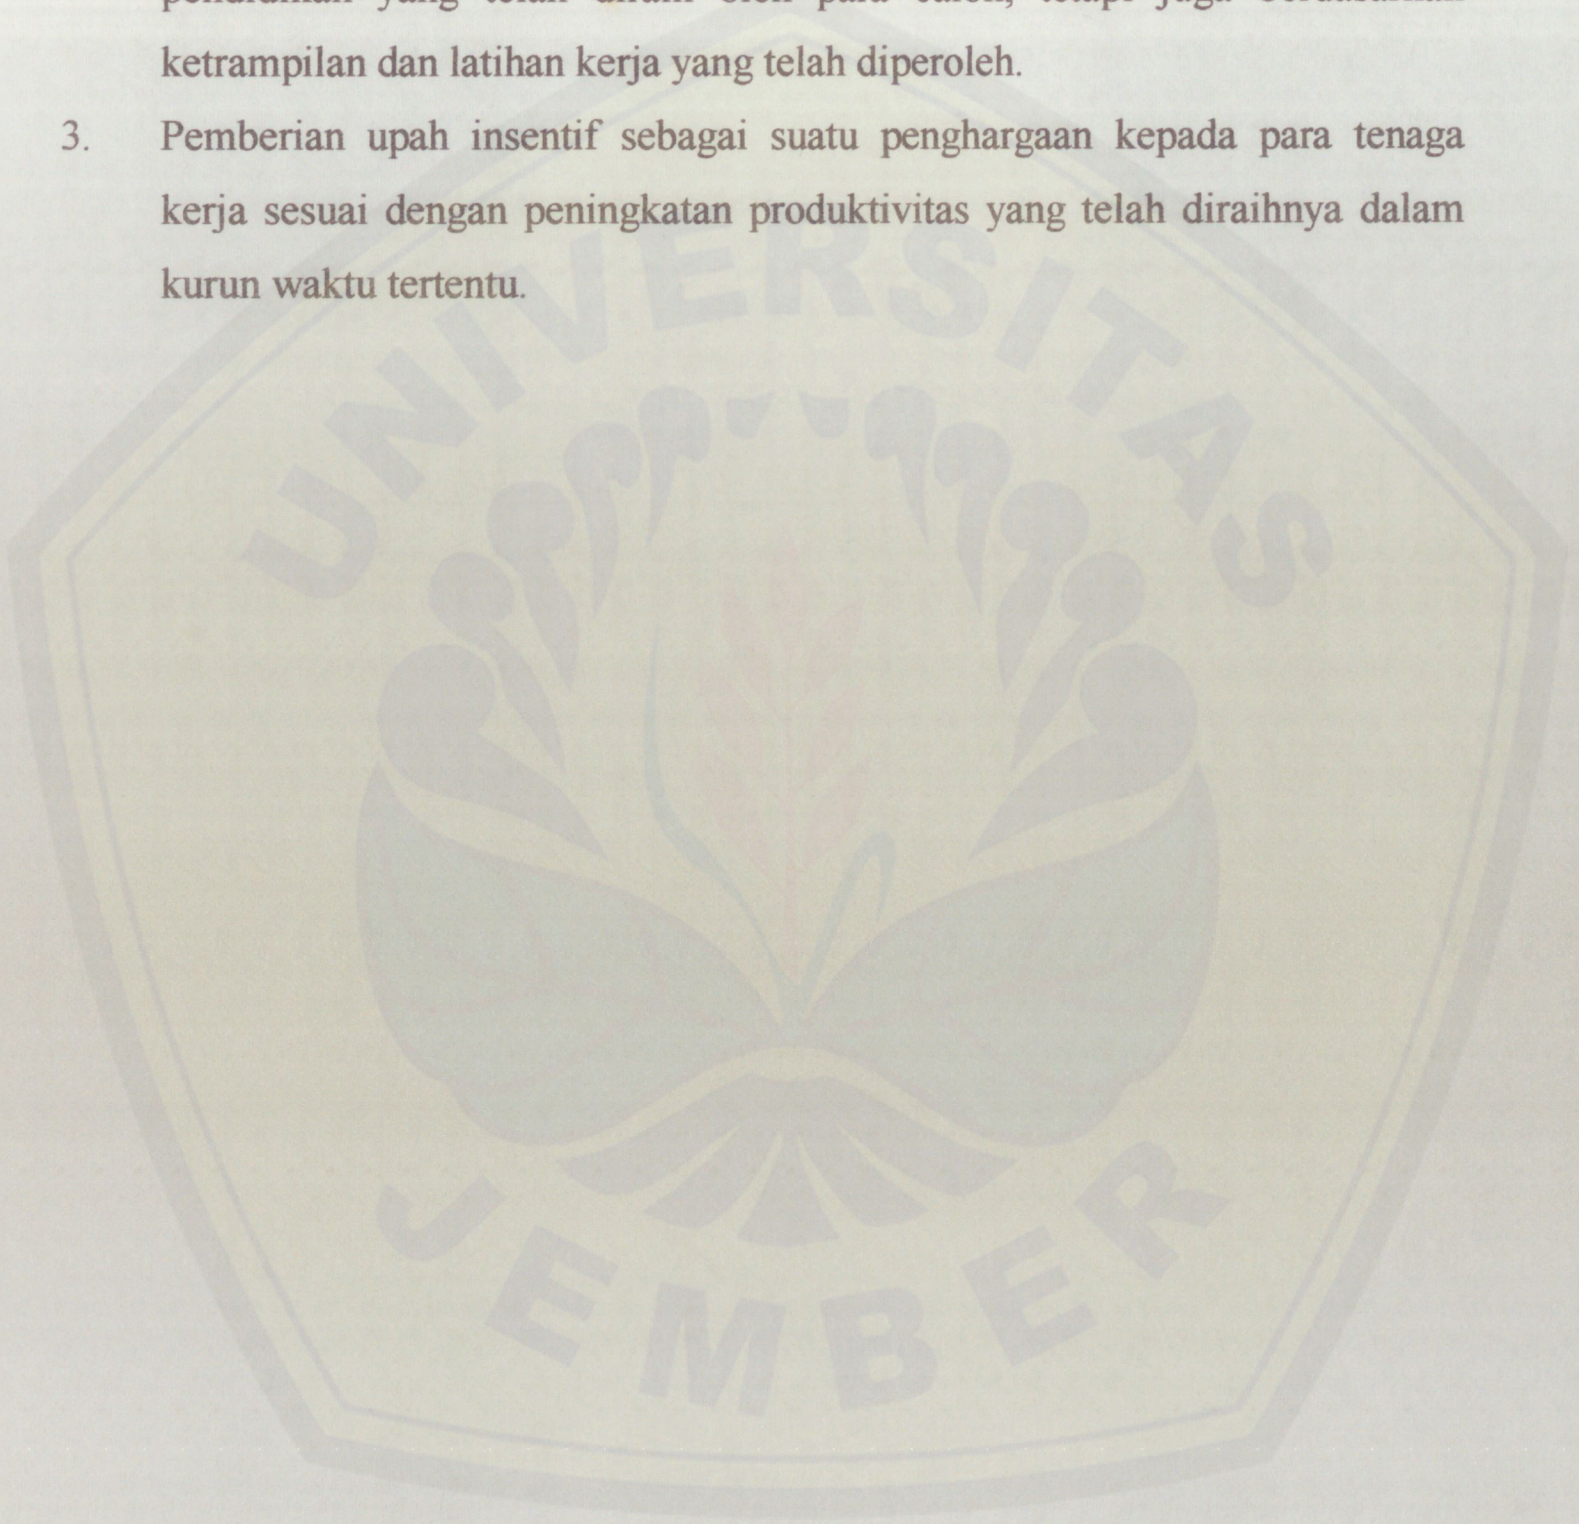 ketrampilan dan latihan kerja yang telah diperoleh.
3. Pemberian upah insentif sebagai suatu penghargaan kepada para tenaga
kerja sesuai dengan peningkatan produktivitas yang telah diraihnya dalam
kurun waktu tertentu.
UNIVERSITAS
JEMBER